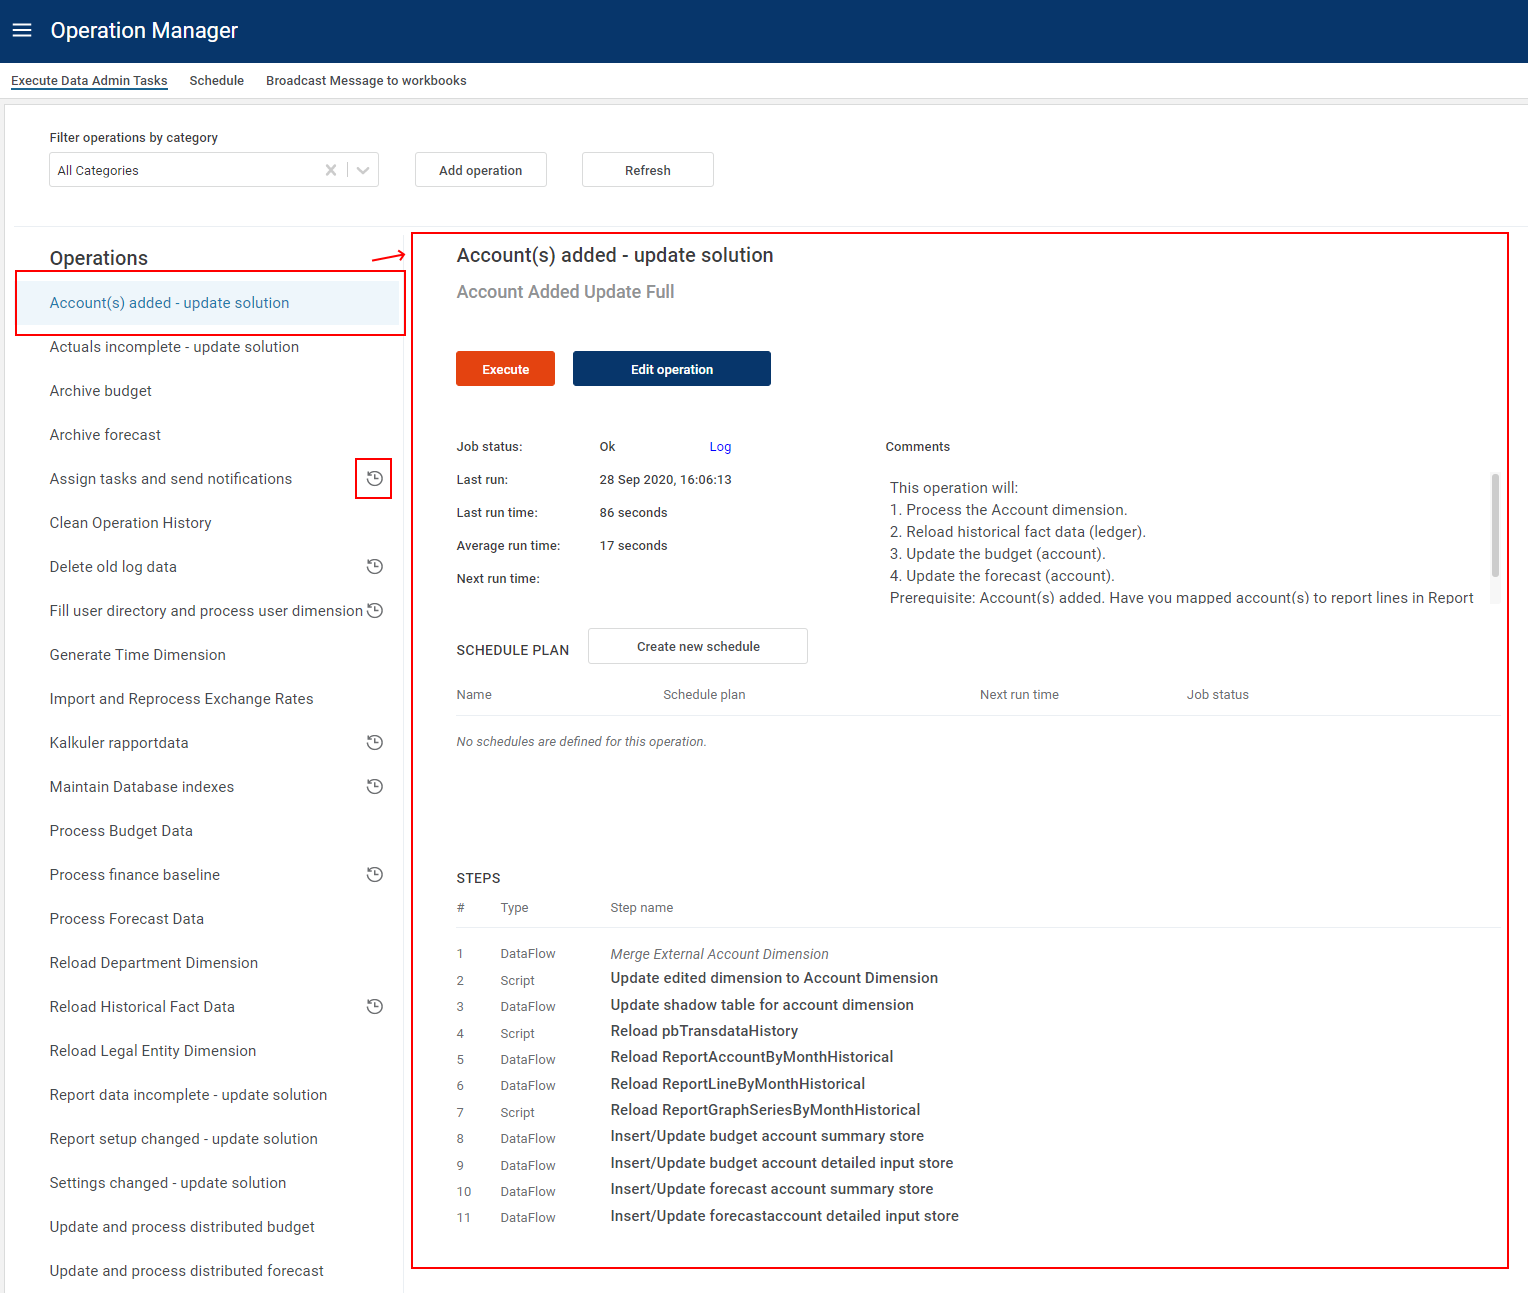 Operation Manager
Execute Data Admin Tasks Schedule Broadcast Message to workbooks
Filter operations by category
All Categories
Add operation
Refresh
Operations
Account(s) added - update solution
Actuals incomplete - update solution
Archive budget
Archive forecast
Assign tasks and send notifications
Clean Operation History
Delete old log data
Fill user directory and process user dimension
Generate Time Dimension
Import and Reprocess Exchange Rates
Kalkuler rapportdata
Maintain Database indexes
Process Budget Data
Process finance baseline
Process Forecast Data
Reload Department Dimension
Reload Historical Fact Data
Reload Legal Entity Dimension
Report data incomplete - update solution
Report setup changed - update solution
Settings changed - update solution
Update and process distributed budget
Update and process distributed forecast
Account(s) added - update solution
Account Added Update Full
Execute
Edit operation
Job status: Ok Log
Last run: 28 Sep 2020, 16:06:13
Last run time: 86 seconds
Average run time: 17 seconds
Next run time:
Comments
This operation will:
1. Process the Account dimension.
2. Reload historical fact data (ledger).
3. Update the budget (account).
4. Update the forecast (account).
Prerequisite: Account(s) added. Have you mapped account(s) to report lines in Report
SCHEDULE PLAN
Create new schedule
Name Schedule plan Next run time Job status
No schedules are defined for this operation.
STEPS
# Type Step name
1 DataFlow Merge External Account Dimension
2 Script Update edited dimension to Account Dimension
3 DataFlow Update shadow table for account dimension
4 Script Reload pbTransdataHistory
5 DataFlow Reload ReportAccountByMonthHistorical
6 DataFlow Reload ReportLineByMonthHistorical
7 Script Reload ReportGraphSeriesByMonthHistorical
8 DataFlow Insert/Update budget account summary store
9 DataFlow Insert/Update budget account detailed input store
10 DataFlow Insert/Update forecast account summary store
11 DataFlow Insert/Update forecastaccount detailed input store